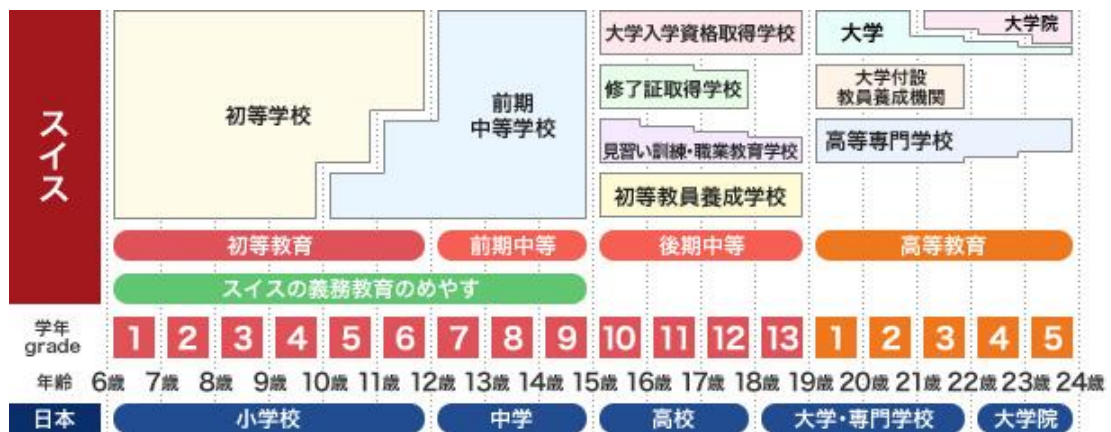 スイス
初等学校
前期
中等学校
大学入学資格取得学校
修了証取得学校
見習い訓練・職業教育学校
初等教員養成学校
大学
大学院
大学付設
教員養成機関
高等専門学校
初等教育 前期中等 後期中等 高等教育
スイスの義務教育のめやす
学年
grade
1 2 3 4 5 6 7 8 9 10 11 12 13 1 2 3 4 5
年齢 6歳 7歳 8歳 9歳 10歳 11歳 12歳 13歳 14歳 15歳 16歳 17歳 18歳 19歳 20歳 21歳 22歳 23歳 24歳
日本 小学校 中学 高校 大学・専門学校 大学院